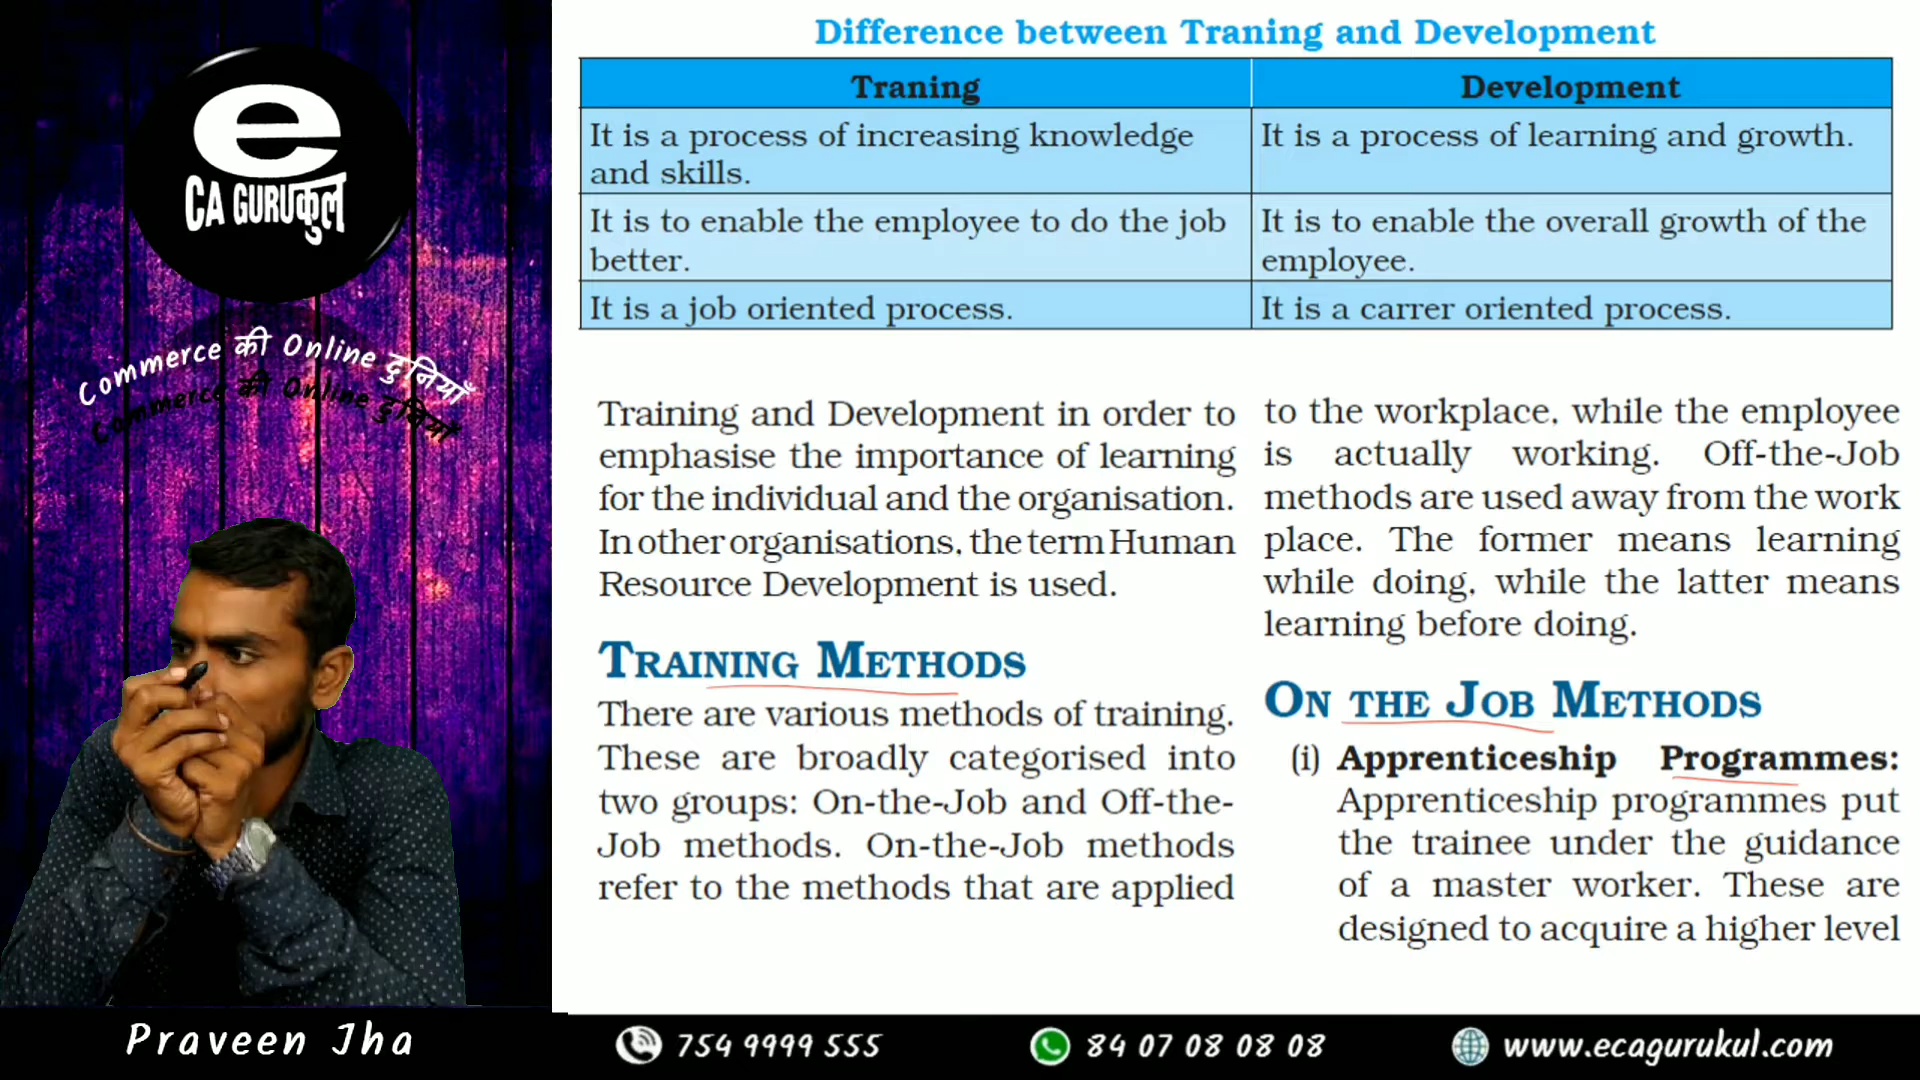 e
CA GURUकुल
Commerce की Online दुनियाँ
Commerce की Online दुनियाँ
Difference between Traning and Development
Traning
Development
It is a process of increasing knowledge
and skills.
It is a process of learning and growth.
It is to enable the employee to do the job
better.
It is to enable the overall growth of the
employee.
It is a job oriented process.
It is a carrer oriented process.
Training and Development in order to
emphasise the importance of learning
for the individual and the organisation.
In other organisations, the term Human
Resource Development is used.
TRAINING METHODS
There are various methods of training.
These are broadly categorised into
two groups: On-the-Job and Off-the-
Job methods. On-the-Job methods
refer to the methods that are applied
to the workplace, while the employee
is actually working. Off-the-Job
methods are used away from the work
place. The former means learning
while doing, while the latter means
learning before doing.
ON THE JOB METHODS
(i) Apprenticeship Programmes:
Apprenticeship programmes put
the trainee under the guidance
of a master worker. These are
designed to acquire a higher level
Praveen Jha
754 9999 555
84 07 08 08 08
www.ecagurukul.com